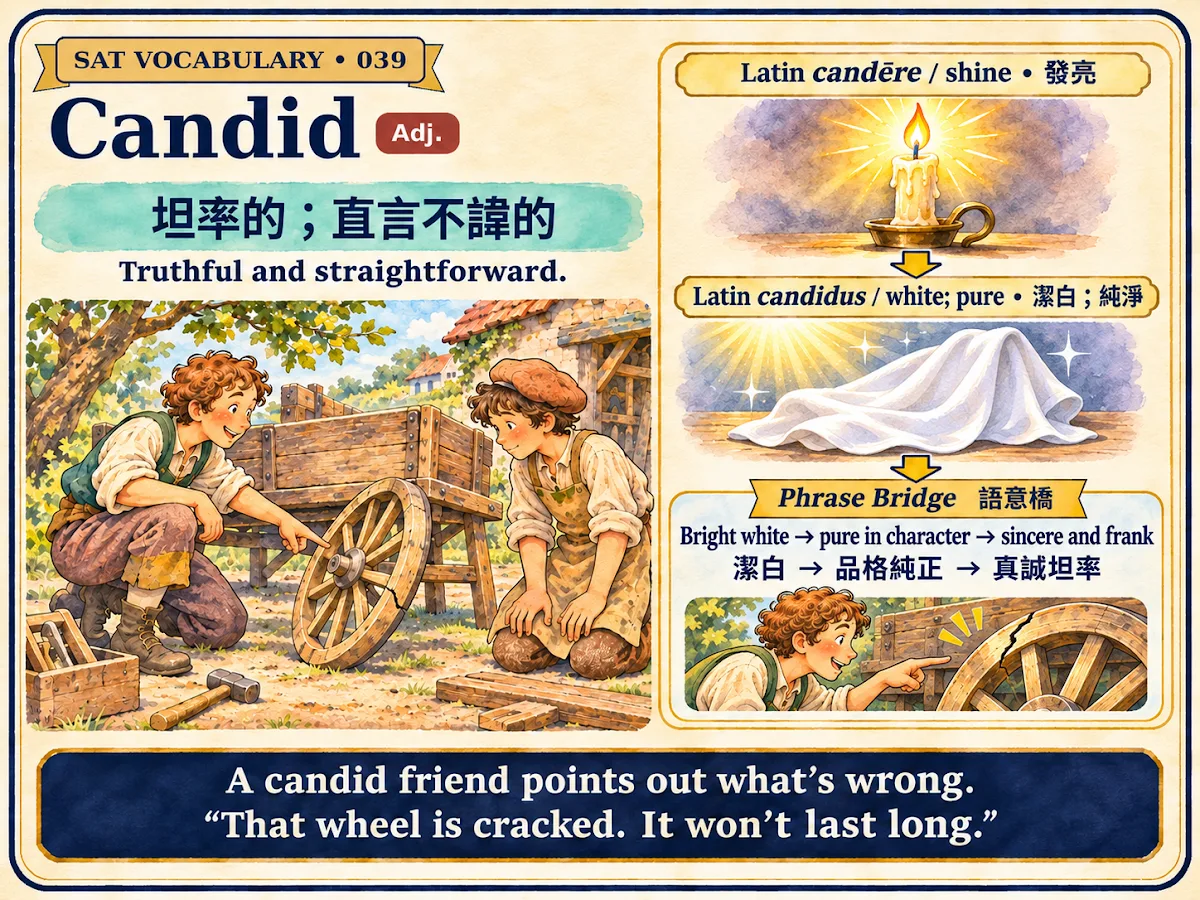 SAT VOCABULARY • 039
Candid Adj.
坦率的；直言不諱的
Truthful and straightforward.
Latin candēre / shine • 發亮
Latin candidus / white; pure • 潔白；純淨
Phrase Bridge 語意橋
Bright white → pure in character → sincere and frank
潔白 → 品格純正 → 真誠坦率
A candid friend points out what’s wrong.
“That wheel is cracked. It won’t last long.”